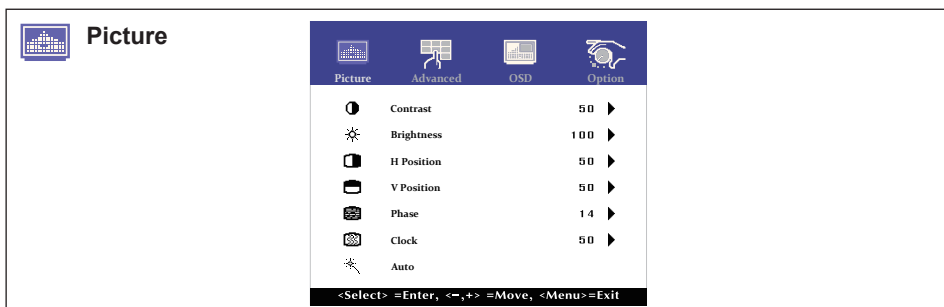 Picture
Picture Advanced OSD Option
Contrast 50
Brightness 100
H Position 50
V Position 50
Phase 14
Clock 50
Auto
<Select> =Enter, <-,+> =Move, <Menu>=Exit